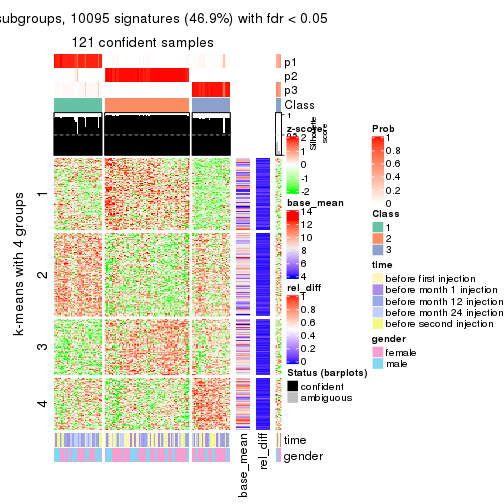 subgroups, 10095 signatures (46.9%) with fdr < 0.05
121 confident samples
p1
p2
p3
Class
1
Silhouette
score
k-means with 4 groups
1
2
3
4
z-score
2
1
0
-1
-2
base_mean
14
12
10
8
6
4
rel_diff
1
0.8
0.6
0.4
0.2
0
Status (barplots)
confident
ambiguous
Prob
1
0.8
0.6
0.4
0.2
0
Class
1
2
3
time
before first injection
before month 1 injection
before month 12 injection
before month 24 injection
before second injection
gender
female
male
time
gender
base_mean
rel_diff